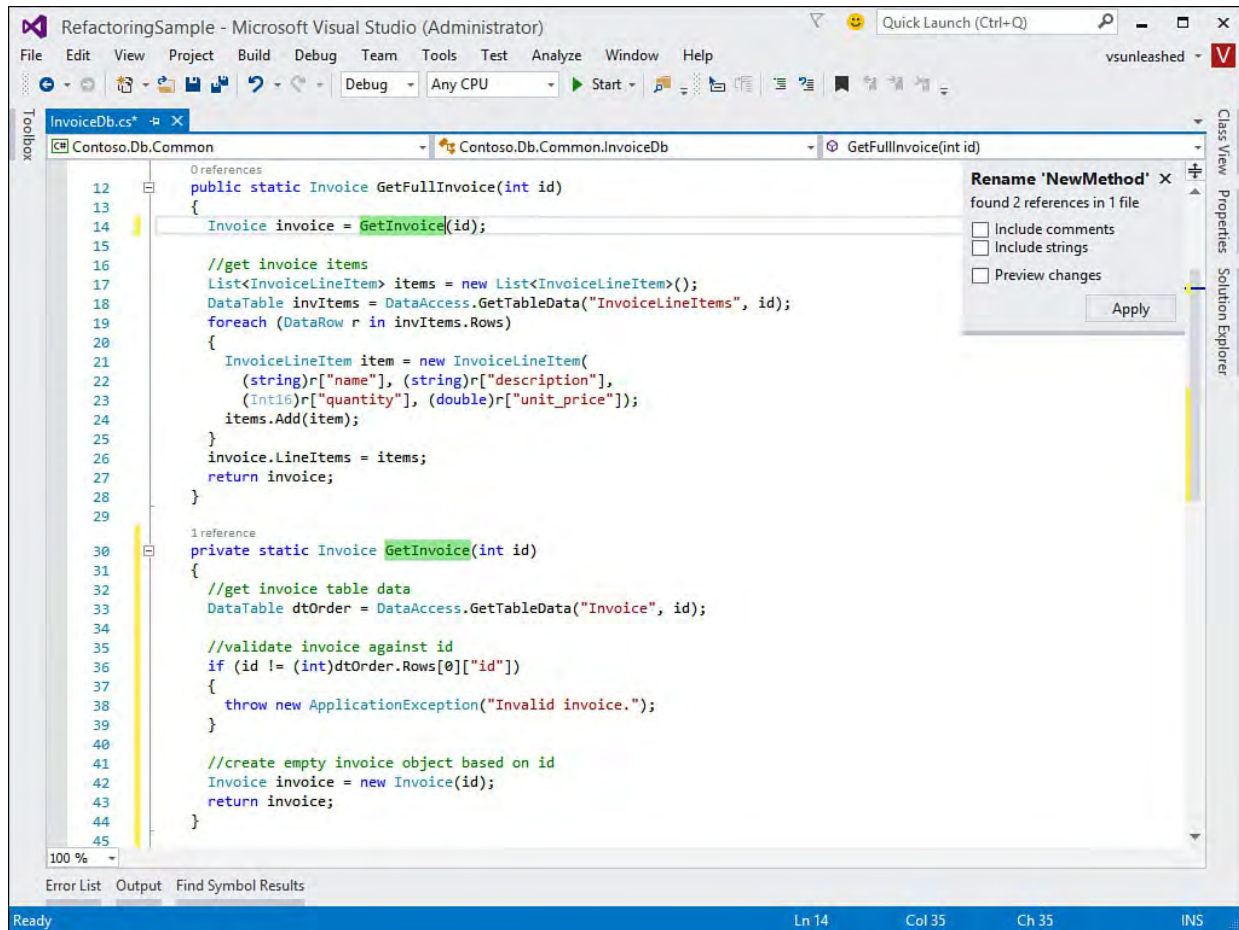 RefactoringSample - Microsoft Visual Studio (Administrator)
Quick Launch (Ctrl+Q)
File Edit View Project Build Debug Team Tools Test Analyze Window Help
vsunleashed
V
Debug Any CPU Start
Toolbox
InvoiceDb.cs*
C# Contoso.Db.Common
Contoso.Db.Common.InvoiceDb
GetFullInvoice(int id)
0 references
12 public static Invoice GetFullInvoice(int id)
13 {
14 Invoice invoice = GetInvoice(id);
15
16 //get invoice items
17 List<InvoiceLineItem> items = new List<InvoiceLineItem>();
18 DataTable invItems = DataAccess.GetTableData("InvoiceLineItems", id);
19 foreach (DataRow r in invItems.Rows)
20 {
21 InvoiceLineItem item = new InvoiceLineItem(
22 (string)r["name"], (string)r["description"],
23 (Int16)r["quantity"], (double)r["unit_price"]);
24 items.Add(item);
25 }
26 invoice.LineItems = items;
27 return invoice;
28 }
29
1 reference
30 private static Invoice GetInvoice(int id)
31 {
32 //get invoice table data
33 DataTable dtOrder = DataAccess.GetTableData("Invoice", id);
34
35 //validate invoice against id
36 if (id != (int)dtOrder.Rows[0]["id"])
37 {
38 throw new ApplicationException("Invalid invoice.");
39 }
40
41 //create empty invoice object based on id
42 Invoice invoice = new Invoice(id);
43 return invoice;
44 }
45
Rename 'NewMethod'
found 2 references in 1 file
Include comments
Include strings
Preview changes
Apply
Class View
Properties
Solution Explorer
100 %
Error List Output Find Symbol Results
Ready Ln 14 Col 35 Ch 35 INS